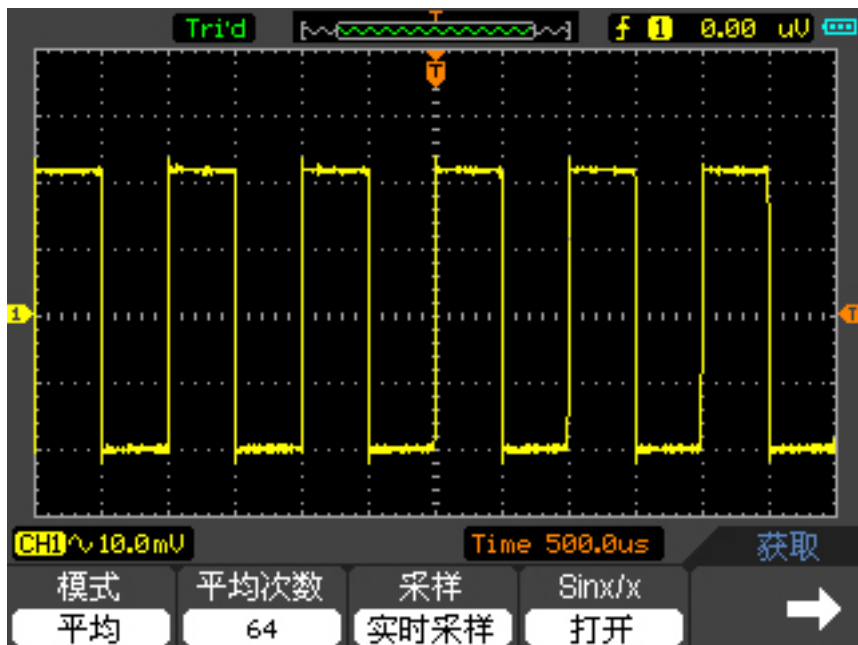 Tri'd T 1 0.00 uV
T
1 T
CH1 10.0mV Time 500.0us 获取
模式 平均次数 采样 Sinx/x
平均 64 实时采样 打开